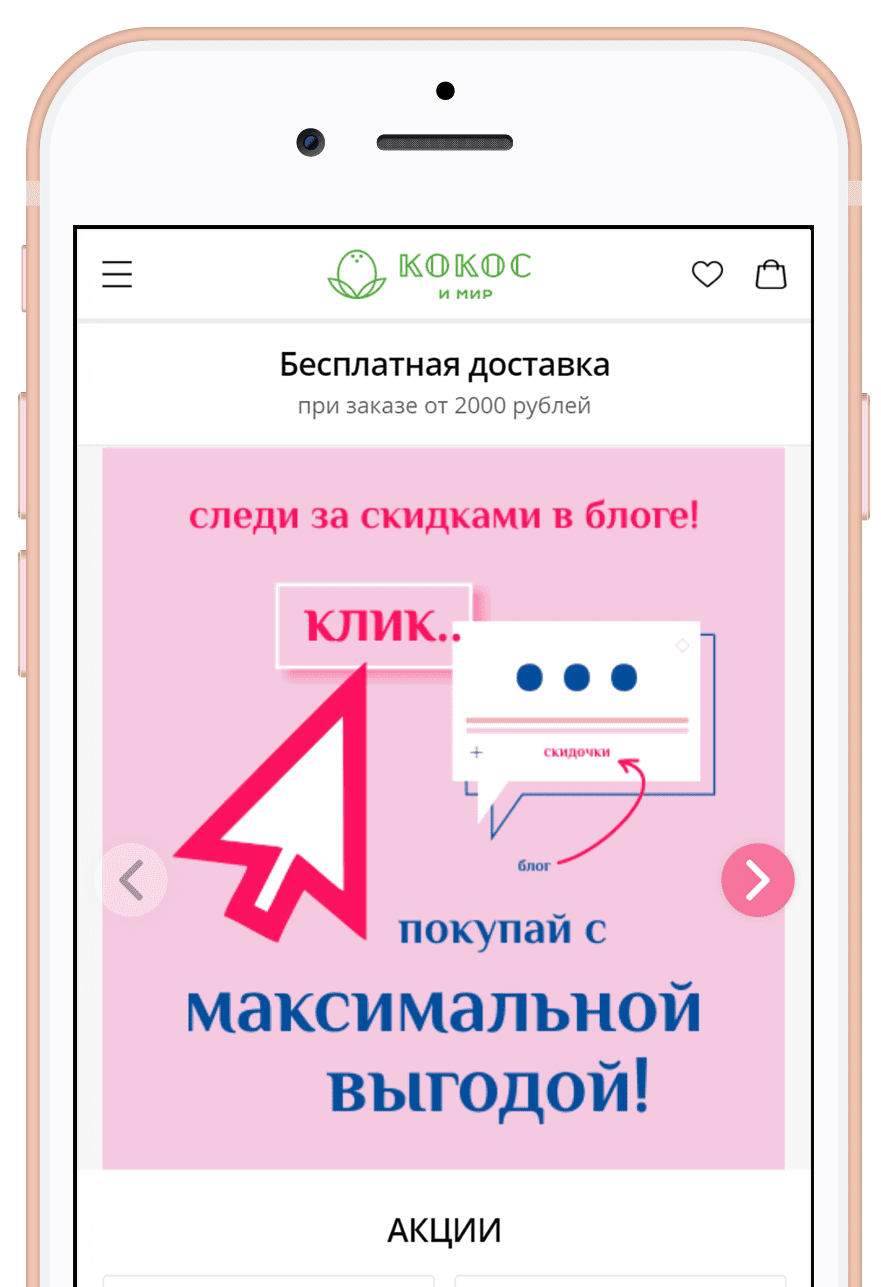 КОКОС
И МИР
Бесплатная доставка
при заказе от 2000 рублей
следи за скидками в блоге!
клик..
скидочки
блог
покупай с
максимальной
выгодой!
АКЦИИ